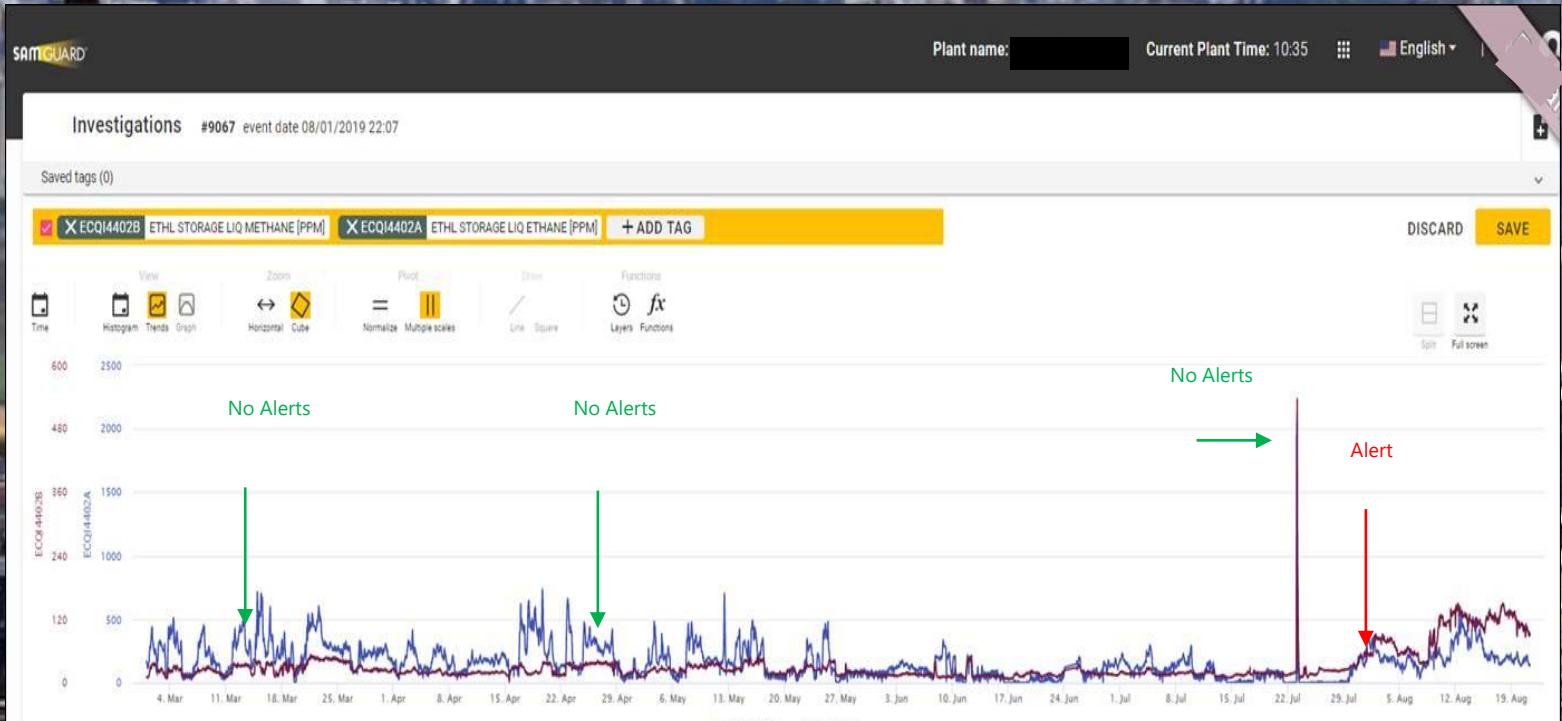 SAMGUARD
Plant name:
Current Plant Time: 10:35
English
Investigations #9067 event date 08/01/2019 22:07
Saved tags (0)
ECQI4402B ETHL STORAGE LIQ METHANE [PPM] ECQI4402A ETHL STORAGE LIQ ETHANE [PPM] + ADD TAG
DISCARD SAVE
View Zoom Pivot Draw Functions
Time Histogram Trends Graph Horizontal Cube Normalize Multiple scales Line Square Layers Functions
Split Full screen
600 2500
No Alerts
No Alerts No Alerts
480 2000
Alert
360 1500
ECQI4402B ECQI4402A
240 1000
120 500
0 0
4. Mar 11. Mar 18. Mar 25. Mar 1. Apr 8. Apr 15. Apr 22. Apr 29. Apr 6. May 13. May 20. May 27. May 3. Jun 10. Jun 17. Jun 24. Jun 1. Jul 8. Jul 15. Jul 22. Jul 29. Jul 5. Aug 12. Aug 19. Aug